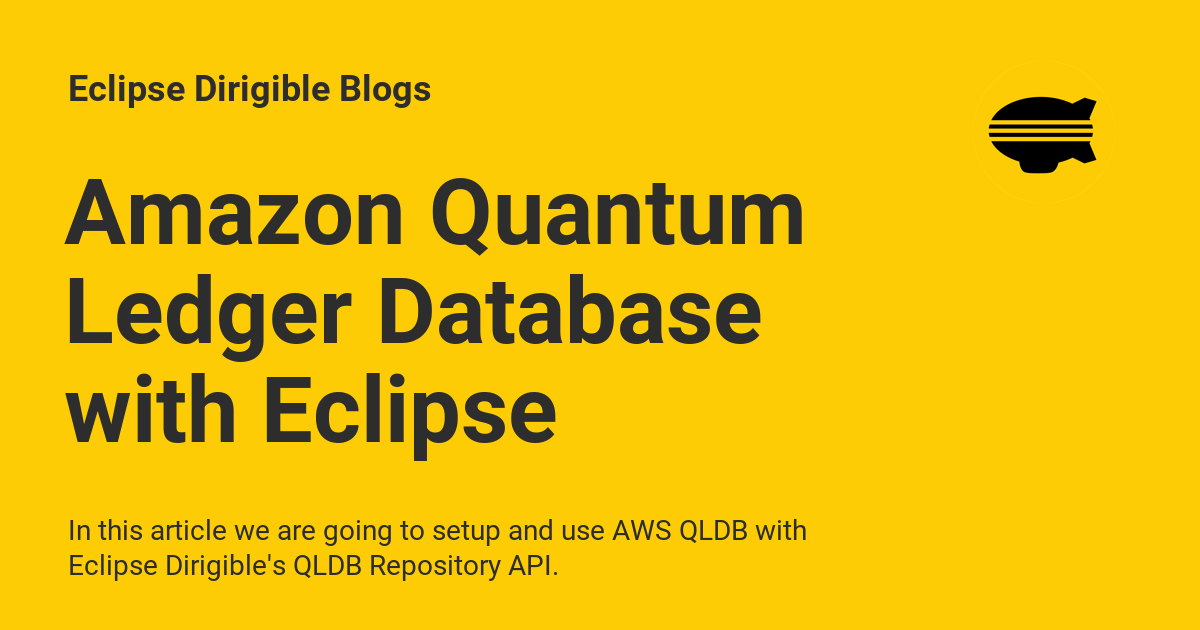 Eclipse Dirigible Blogs
Amazon Quantum
Ledger Database
with Eclipse
In this article we are going to setup and use AWS QLDB with
Eclipse Dirigible's QLDB Repository API.